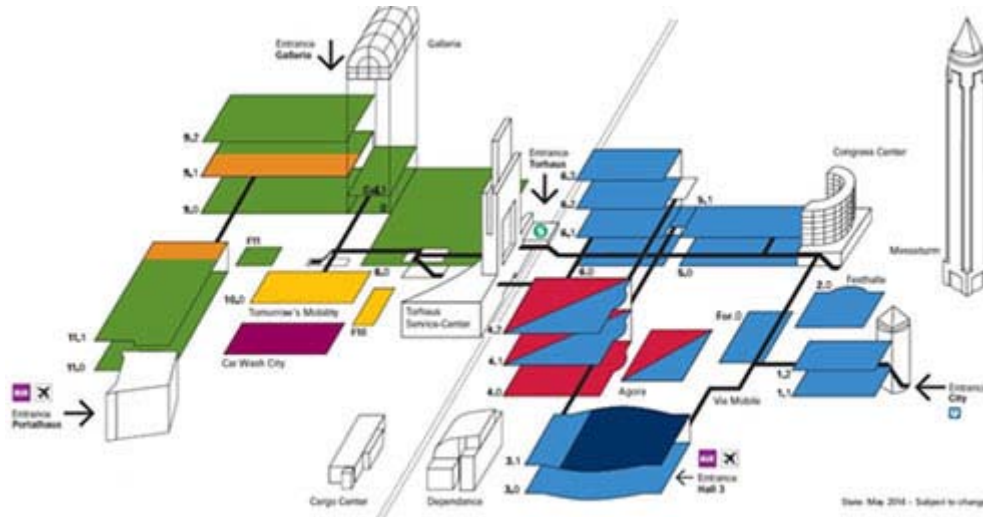 Entrance
Galleria
Galleria
9.2
9.1
9.0
Entrance
Torhaus
6.1
5.1
Congress Center
Messeturm
6.0
5.0
F11
8.0
10.0
Tomorrow's Mobility
F10
Torhaus
Service-Center
Car Wash City
11.1
11.0
Entrance
Portalhaus
4.2
4.1
4.0
Agora
For.0
2.0
Festhalle
1.2
1.1
Entrance
City
Via Mobile
3.1
3.0
Entrance
Hall 3
Cargo Center
Dependance
State: May 2014 - Subject to change